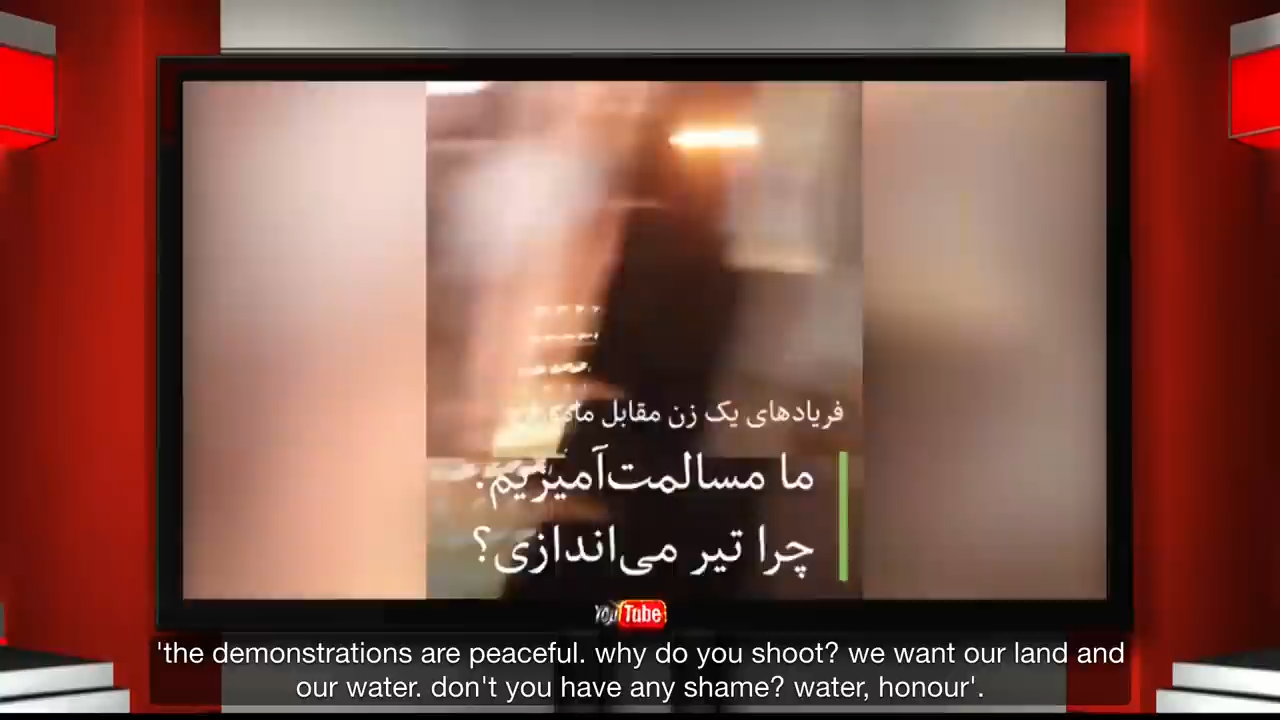 فریادهای یک زن مقابل
ما مسالمت‌آمیزیم.
چرا تیر می‌اندازی؟
YouTube
'the demonstrations are peaceful. why do you shoot? we want our land and
our water. don't you have any shame? water, honour'.